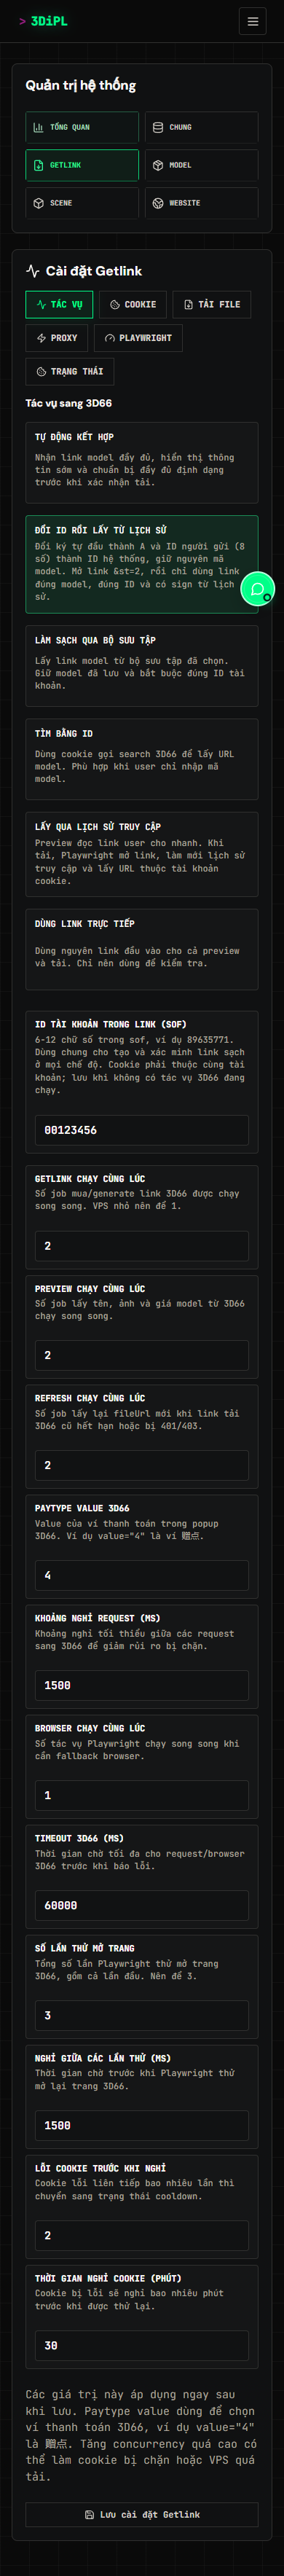 > 3DiPL
Quản trị hệ thống
TỔNG QUAN
CHUNG
GETLINK
MODEL
SCENE
WEBSITE
Cài đặt Getlink
TÁC VỤ
COOKIE
TẢI FILE
PROXY
PLAYWRIGHT
TRẠNG THÁI
Tác vụ sang 3D66
TỰ ĐỘNG KẾT HỢP
Nhận link model đầy đủ, hiển thị thông
tin sớm và chuẩn bị đầy đủ định dạng
trước khi xác nhận tải.
ĐỔI ID RỒI LẤY TỪ LỊCH SỬ
Đổi ký tự đầu thành A và ID người gửi (8
số) thành ID hệ thống, giữ nguyên mã
model. Mở link &st=2, rồi chỉ dùng link
đúng model, đúng ID và có sign từ lịch
sử.
LÀM SẠCH QUA BỘ SƯU TẬP
Lấy link model từ bộ sưu tập đã chọn.
Giữ model đã lưu và bắt buộc đúng ID tài
khoản.
TÌM BẰNG ID
Dùng cookie gọi search 3D66 để lấy URL
model. Phù hợp khi user chỉ nhập mã
model.
LẤY QUA LỊCH SỬ TRUY CẬP
Preview đọc link user cho nhanh. Khi
tải, Playwright mở link, làm mới lịch sử
truy cập và lấy URL thuộc tài khoản
cookie.
DÙNG LINK TRỰC TIẾP
Dùng nguyên link đầu vào cho cả preview
và tải. Chỉ nên dùng để kiểm tra.
ID TÀI KHOẢN TRONG LINK (SOF)
6-12 chữ số trong sof, ví dụ 89635771.
Dùng chung cho tạo và xác minh link sạch
ở mọi chế độ. Cookie phải thuộc cùng tài
khoản; lưu khi không có tác vụ 3D66 đang
chạy.
00123456
GETLINK CHẠY CÙNG LÚC
Số job mua/generate link 3D66 được chạy
song song. VPS nhỏ nên để 1.
2
PREVIEW CHẠY CÙNG LÚC
Số job lấy tên, ảnh và giá model từ 3D66
chạy song song.
2
REFRESH CHẠY CÙNG LÚC
Số job lấy lại fileUrl mới khi link tải
3D66 cũ hết hạn hoặc bị 401/403.
2
PAYTYPE VALUE 3D66
Value của ví thanh toán trong popup
3D66. Ví dụ value="4" là ví 赠点.
4
KHOẢNG NGHỈ REQUEST (MS)
Khoảng nghỉ tối thiểu giữa các request
sang 3D66 để giảm rủi ro bị chặn.
1500
BROWSER CHẠY CÙNG LÚC
Số tác vụ Playwright chạy song song khi
cần fallback browser.
1
TIMEOUT 3D66 (MS)
Thời gian chờ tối đa cho request/browser
3D66 trước khi báo lỗi.
60000
SỐ LẦN THỬ MỞ TRANG
Tổng số lần Playwright thử mở trang
3D66, gồm cả lần đầu. Nên để 3.
3
NGHỈ GIỮA CÁC LẦN THỬ (MS)
Thời gian chờ trước khi Playwright thử
mở lại trang 3D66.
1500
LỖI COOKIE TRƯỚC KHI NGHỈ
Cookie lỗi liên tiếp bao nhiêu lần thì
chuyển sang trạng thái cooldown.
2
THỜI GIAN NGHỈ COOKIE (PHÚT)
Cookie bị lỗi sẽ nghỉ bao nhiêu phút
trước khi được thử lại.
30
Các giá trị này áp dụng ngay sau
khi lưu. Paytype value dùng để chọn
ví thanh toán 3D66, ví dụ value="4"
là 赠点. Tăng concurrency quá cao có
thể làm cookie bị chặn hoặc VPS quá
tải.
Lưu cài đặt Getlink